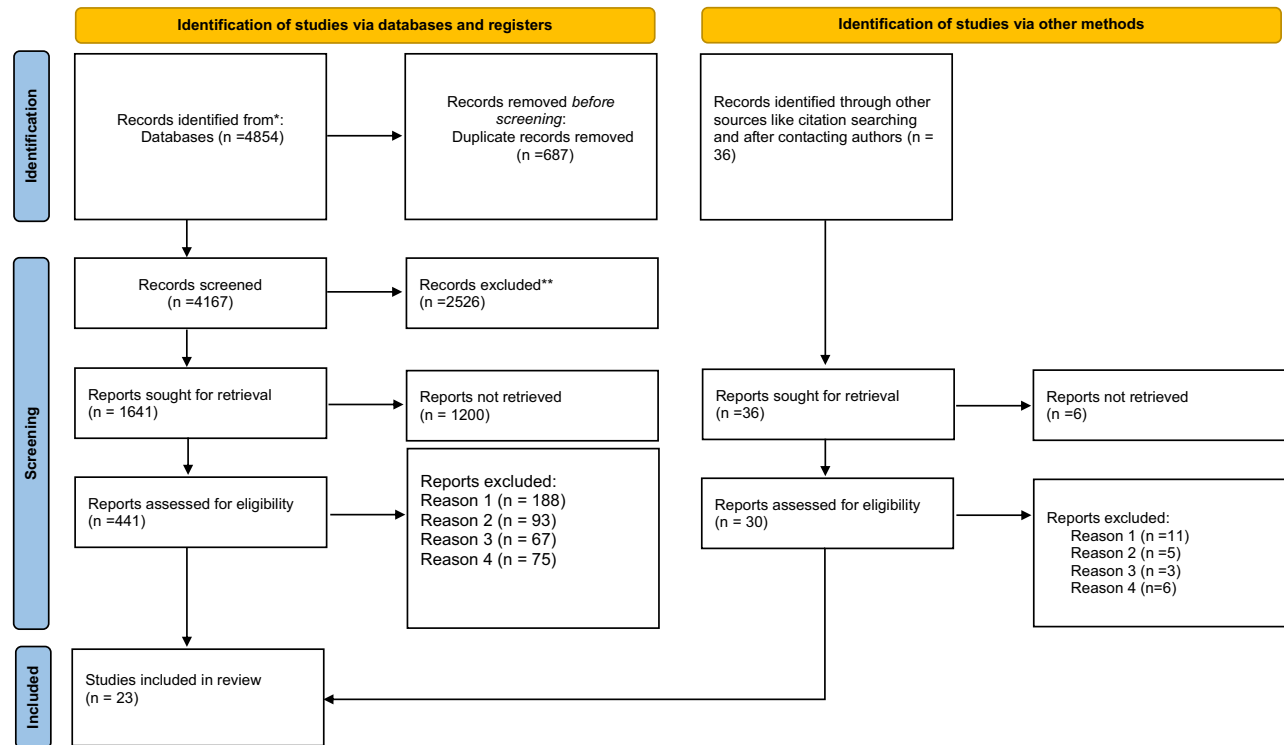 Identification of studies via databases and registers
Identification of studies via other methods
Identification
Records identified from*:
Databases (n =4854)
Records removed before
screening:
Duplicate records removed
(n =687)
Records identified through other
sources like citation searching
and after contacting authors (n =
36)
Screening
Records screened
(n =4167)
Records excluded**
(n =2526)
Reports sought for retrieval
(n = 1641)
Reports not retrieved
(n = 1200)
Reports sought for retrieval
(n =36)
Reports not retrieved
(n =6)
Reports assessed for eligibility
(n =441)
Reports excluded:
Reason 1 (n = 188)
Reason 2 (n = 93)
Reason 3 (n = 67)
Reason 4 (n = 75)
Reports assessed for eligibility
(n = 30)
Reports excluded:
Reason 1 (n =11)
Reason 2 (n =5)
Reason 3 (n =3)
Reason 4 (n=6)
Included
Studies included in review
(n = 23)